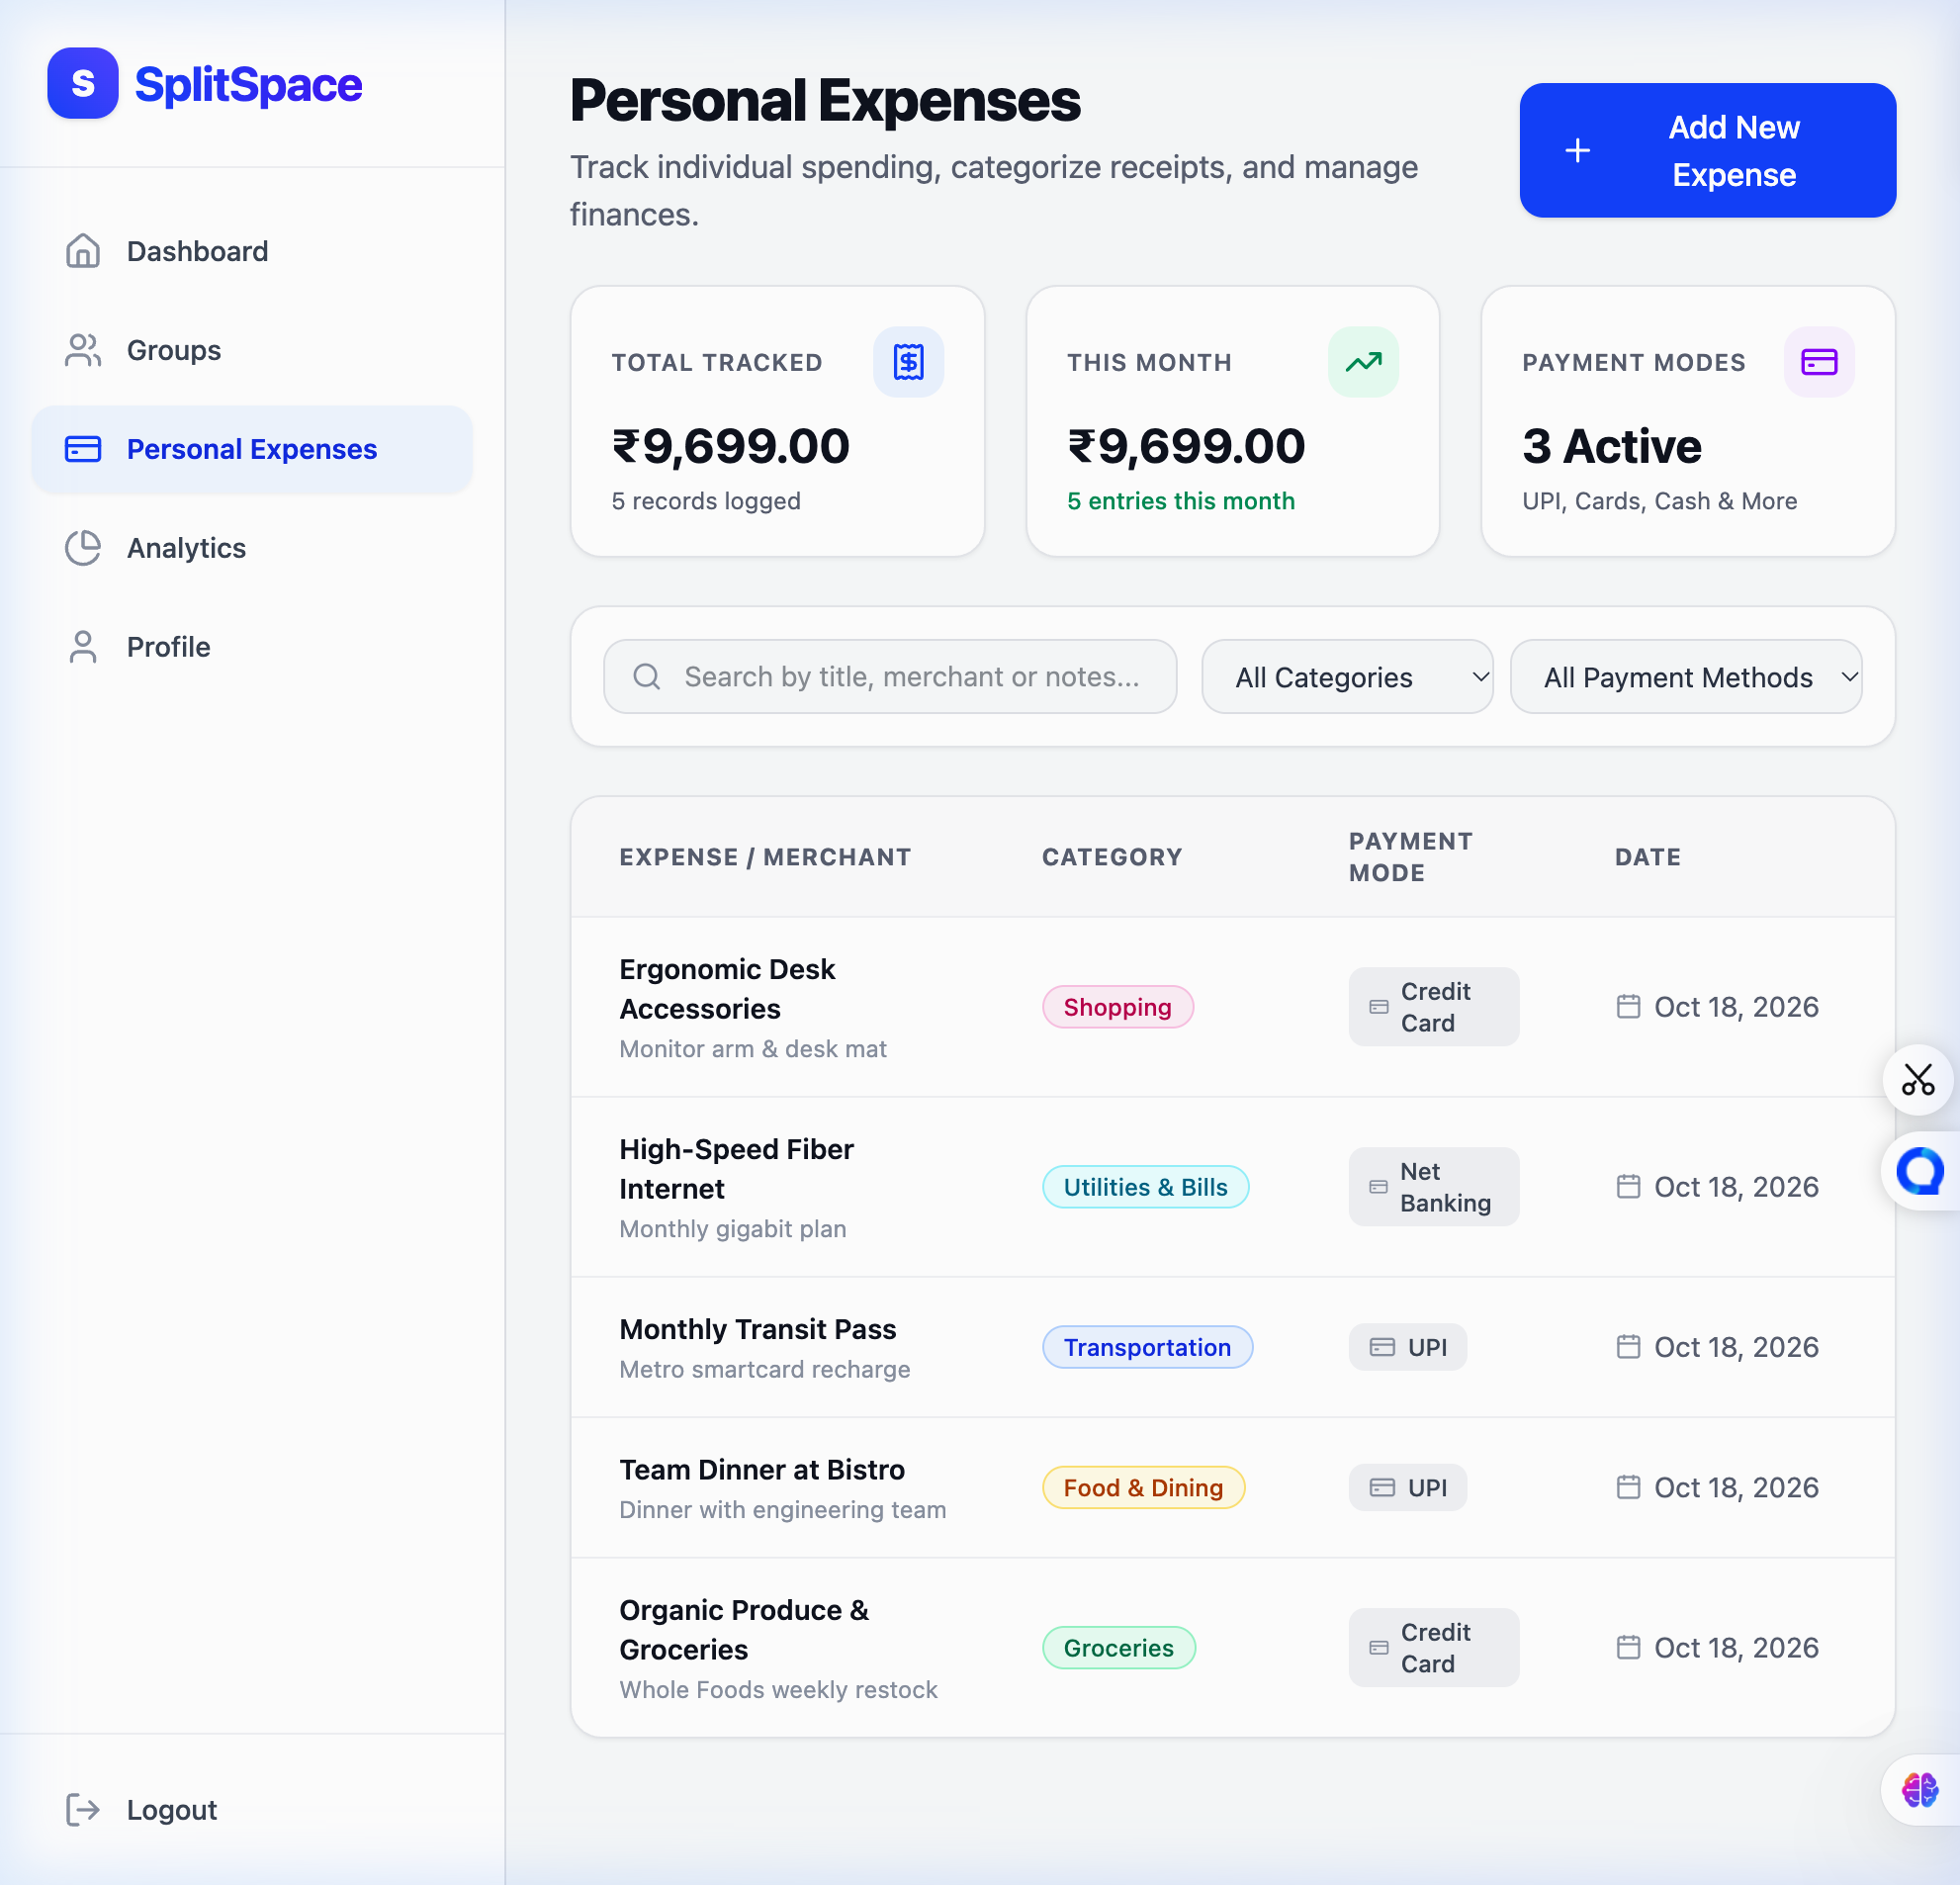 S SplitSpace
Dashboard
Groups
Personal Expenses
Analytics
Profile
Logout
Personal Expenses
Track individual spending, categorize receipts, and manage
finances.
Add New
Expense
TOTAL TRACKED
₹9,699.00
5 records logged
THIS MONTH
₹9,699.00
5 entries this month
PAYMENT MODES
3 Active
UPI, Cards, Cash & More
Search by title, merchant or notes...
All Categories
All Payment Methods
EXPENSE / MERCHANT
CATEGORY
PAYMENT
MODE
DATE
Ergonomic Desk
Accessories
Monitor arm & desk mat
Shopping
Credit
Card
Oct 18, 2026
High-Speed Fiber
Internet
Monthly gigabit plan
Utilities & Bills
Net
Banking
Oct 18, 2026
Monthly Transit Pass
Metro smartcard recharge
Transportation
UPI
Oct 18, 2026
Team Dinner at Bistro
Dinner with engineering team
Food & Dining
UPI
Oct 18, 2026
Organic Produce &
Groceries
Whole Foods weekly restock
Groceries
Credit
Card
Oct 18, 2026